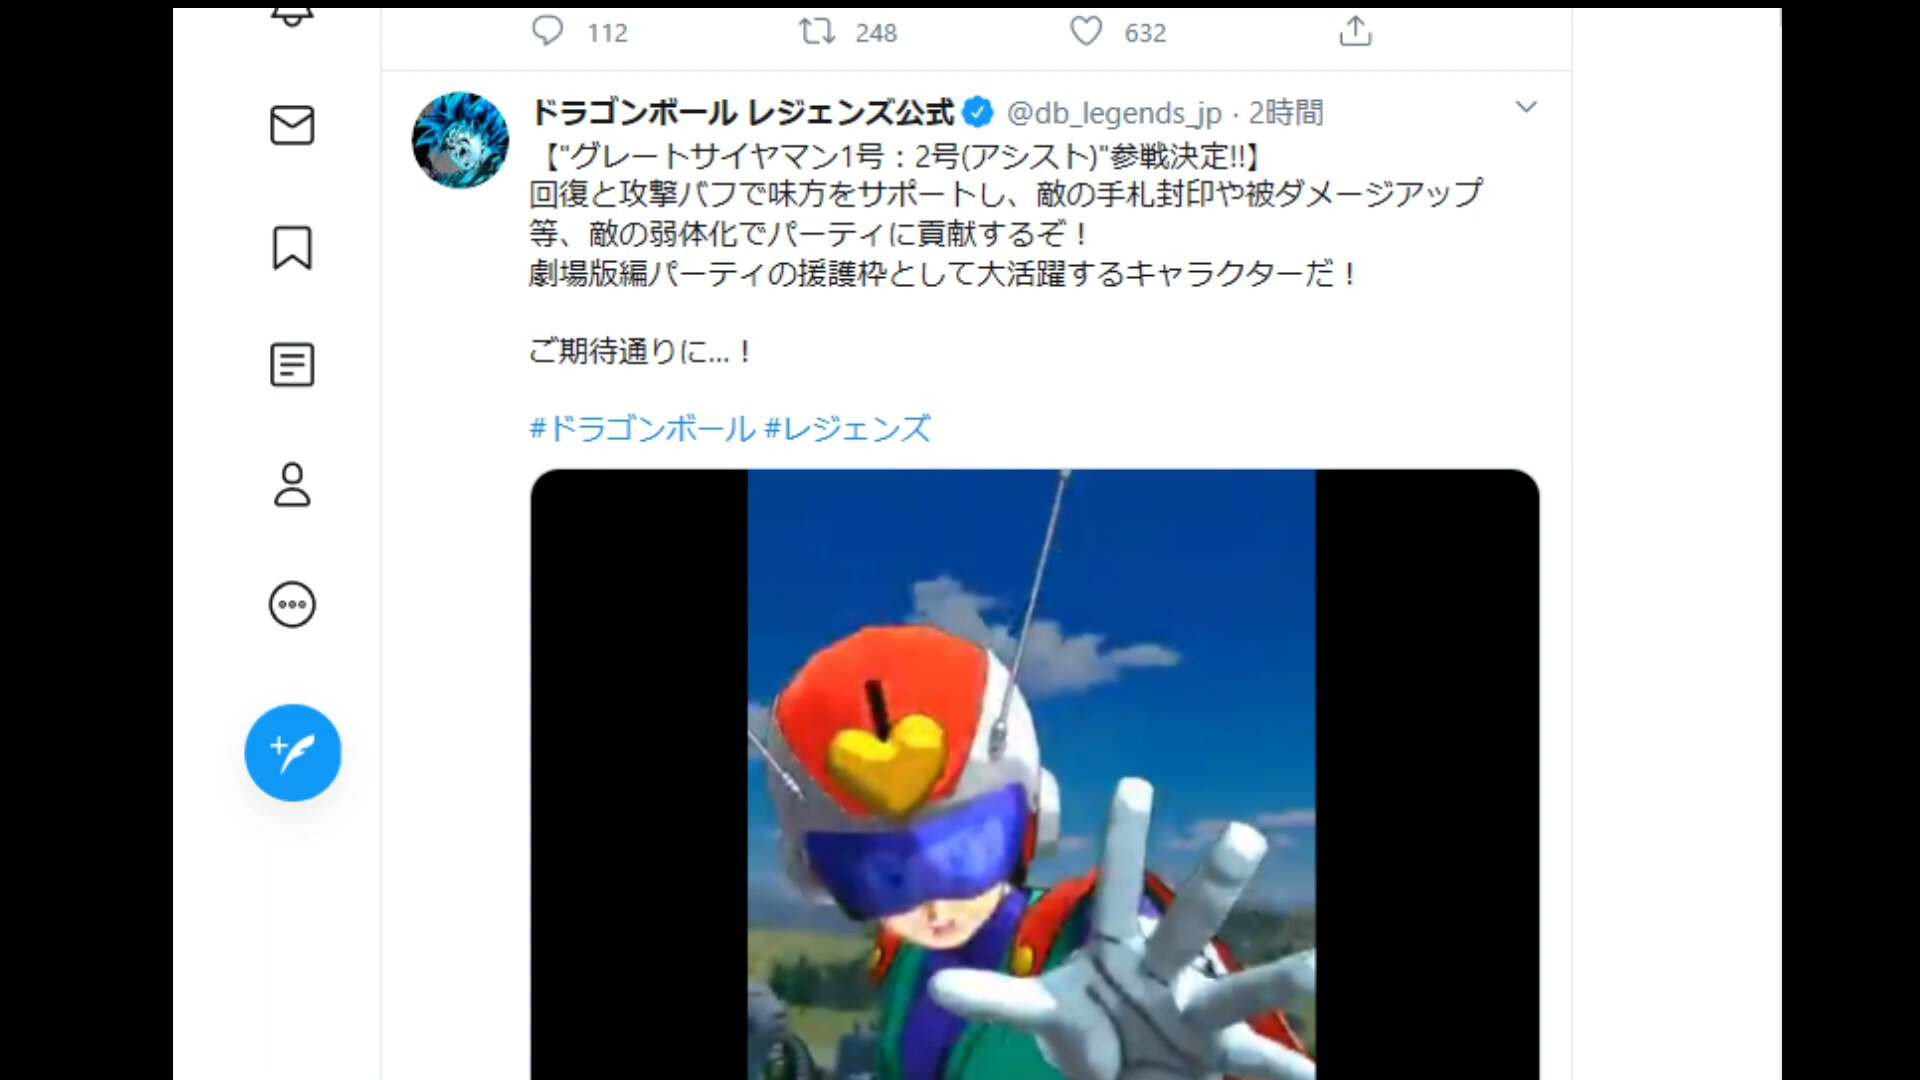 112 248 632
ドラゴンボール レジェンズ公式 @db_legends_jp · 2時間
【"グレートサイヤマン1号：2号(アシスト)"参戦決定!!】
回復と攻撃バフで味方をサポートし、敵の手札封印や被ダメージアップ
等、敵の弱体化でパーティに貢献するぞ！
劇場版編パーティの援護枠として大活躍するキャラクターだ！
ご期待通りに...！
#ドラゴンボール #レジェンズ